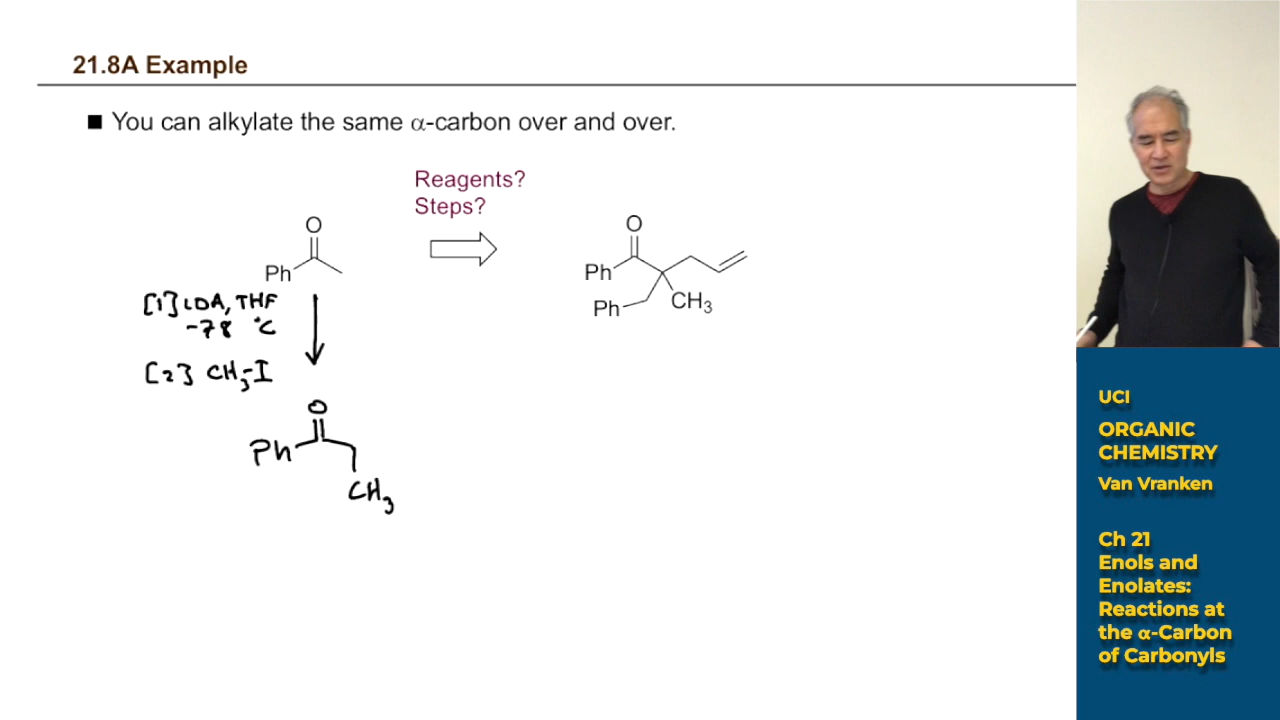 21.8A Example
■ You can alkylate the same α-carbon over and over.
Reagents?
Steps?
O
Ph
O
Ph
Ph
CH₃
[1] LDA, THF
-78 °C
[2] CH₃-I
O
Ph
CH₃
UCI
ORGANIC
CHEMISTRY
Van Vranken
Ch 21
Enols and
Enolates:
Reactions at
the α-Carbon
of Carbonyls